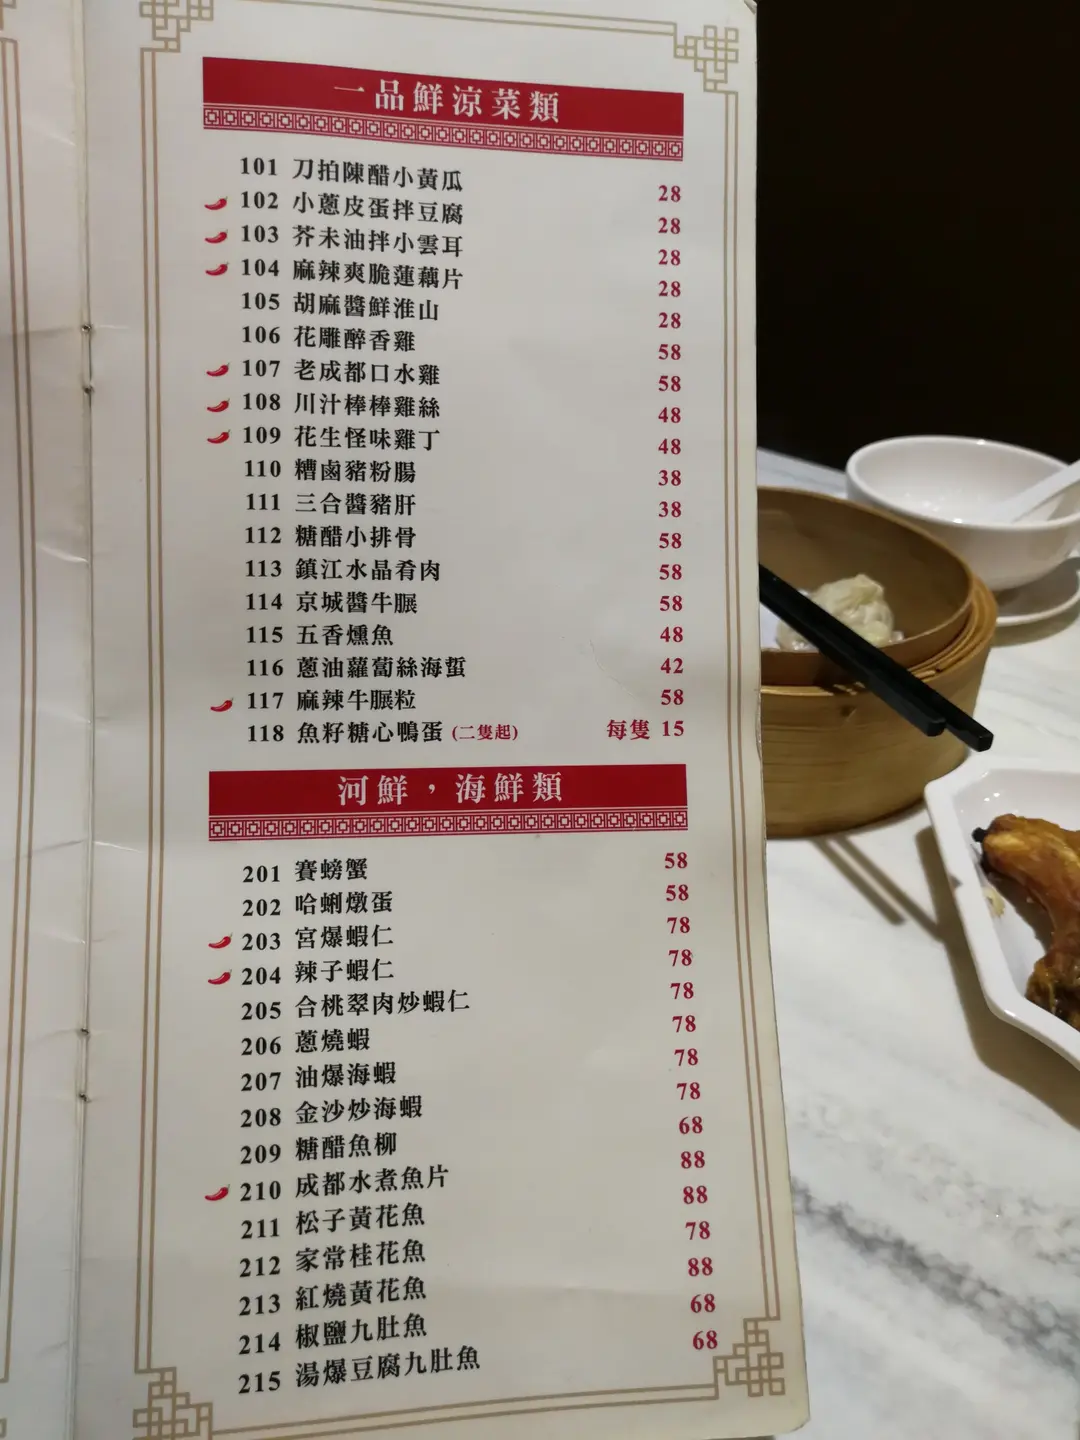 一品鮮涼菜類
101 刀拍陳醋小黃瓜 28
102 小蔥皮蛋拌豆腐 28
103 芥未油拌小雲耳 28
104 麻辣爽脆蓮藕片 28
105 胡麻醬鮮淮山 28
106 花雕醉香雞 58
107 老成都口水雞 58
108 川汁棒棒雞絲 48
109 花生怪味雞丁 48
110 糟鹵豬粉腸 38
111 三合醬豬肝 38
112 糖醋小排骨 58
113 鎮江水晶肴肉 58
114 京城醬牛𦟌 58
115 五香燻魚 48
116 蔥油蘿蔔絲海蜇 42
117 麻辣牛𦟌粒 58
118 魚籽糖心鴨蛋 (二隻起) 每隻 15
河鮮，海鮮類
201 賽螃蟹 58
202 哈蜊燉蛋 58
203 宮爆蝦仁 78
204 辣子蝦仁 78
205 合桃翠肉炒蝦仁 78
206 蔥燒蝦 78
207 油爆海蝦 78
208 金沙炒海蝦 78
209 糖醋魚柳 68
210 成都水煮魚片 88
211 松子黃花魚 88
212 家常桂花魚 78
213 紅燒黃花魚 88
214 椒鹽九肚魚 68
215 湯爆豆腐九肚魚 68